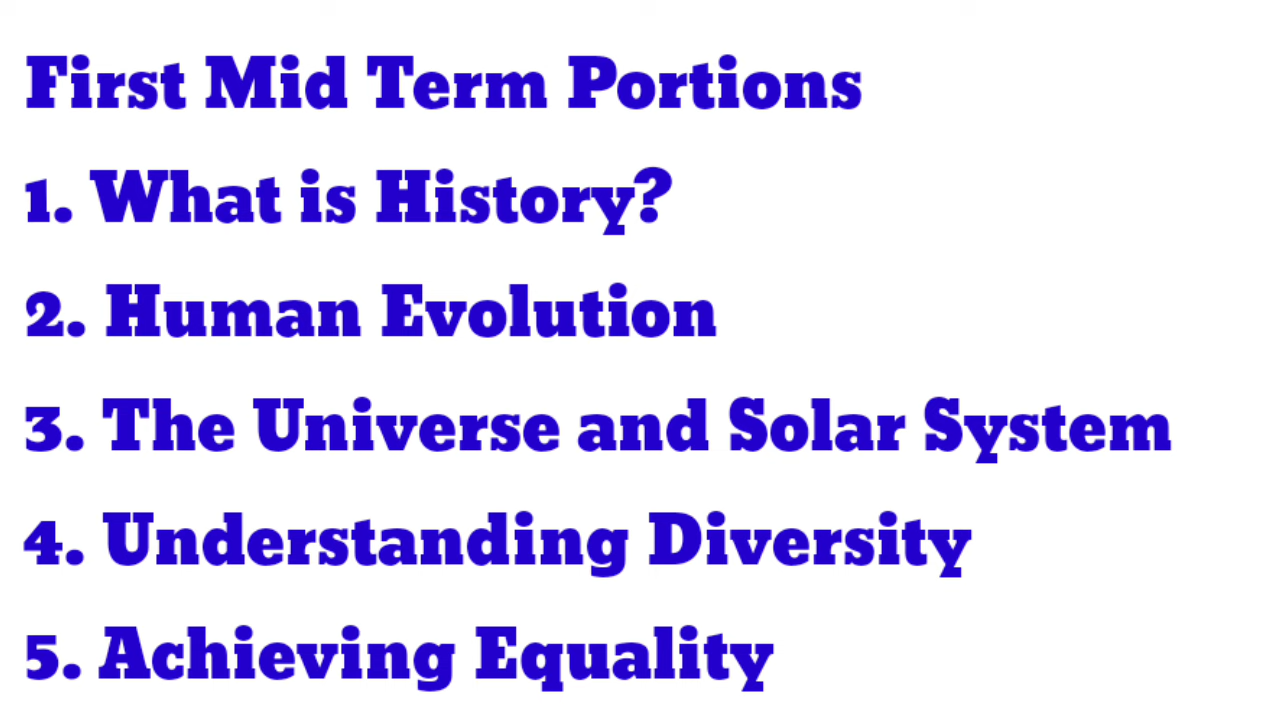 First Mid Term Portions
1. What is History?
2. Human Evolution
3. The Universe and Solar System
4. Understanding Diversity
5. Achieving Equality